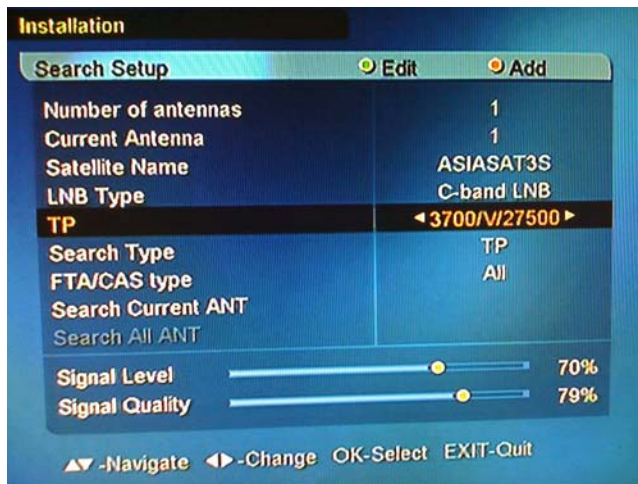 Installation
Search Setup Edit Add
Number of antennas 1
Current Antenna 1
Satellite Name ASIASAT3S
LNB Type C-band LNB
TP ◀3700/V/27500▶
Search Type TP
FTA/CAS type All
Search Current ANT
Search All ANT
Signal Level 70%
Signal Quality 79%
▲▼-Navigate ◀▶-Change OK-Select EXIT-Quit